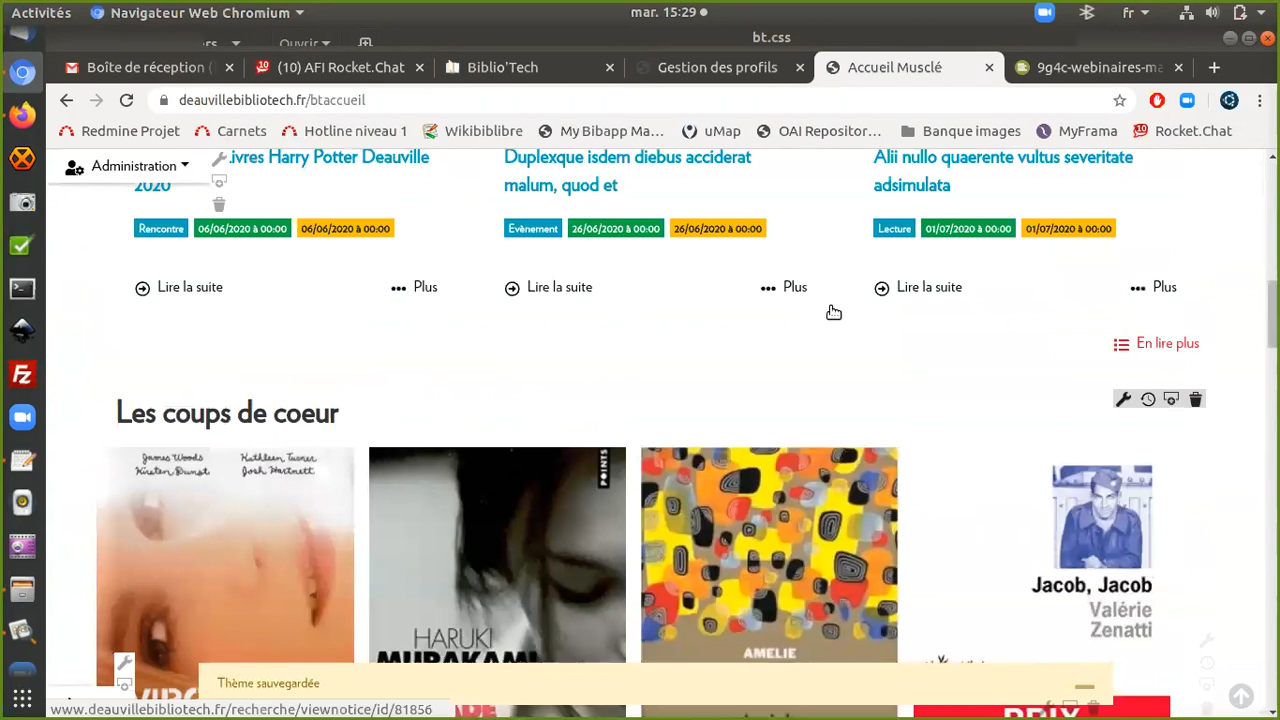 Activités
Navigateur Web Chromium
mar. 15:29
fr
Ouvrir
bt.css
Boîte de réception (
(10) AFI Rocket.Chat
Biblio'Tech
Gestion des profils
Accueil Musclé
9g4c-webinaires-ma
deauvillebibliotech.fr/btaccueil
Redmine Projet
Carnets
Hotline niveau 1
Wikibiblibre
My Bibapp Ma...
uMap
OAI Repositor...
Banque images
MyFrama
Rocket.Chat
Administration
ivres Harry Potter Deauville
2020
Duplexque isdem diebus acciderat
malum, quod et
Alii nullo quaerente vultus severitate
adsimulata
Rencontre 06/06/2020 à 00:00 06/06/2020 à 00:00
Evènement 26/06/2020 à 00:00 26/06/2020 à 00:00
Lecture 01/07/2020 à 00:00 01/07/2020 à 00:00
Lire la suite
Plus
Lire la suite
Plus
Lire la suite
Plus
En lire plus
Les coups de coeur
James Woods
Kathleen Turner
Kirsten Dunst
Josh Hartnett
POINTS
HARUKI
MURAKAMI
AMELIE
Jacob, Jacob
Valérie
Zenatti
PRIX
Thème sauvegardée
www.deauvillebibliotech.fr/recherche/viewnotice/id/81856